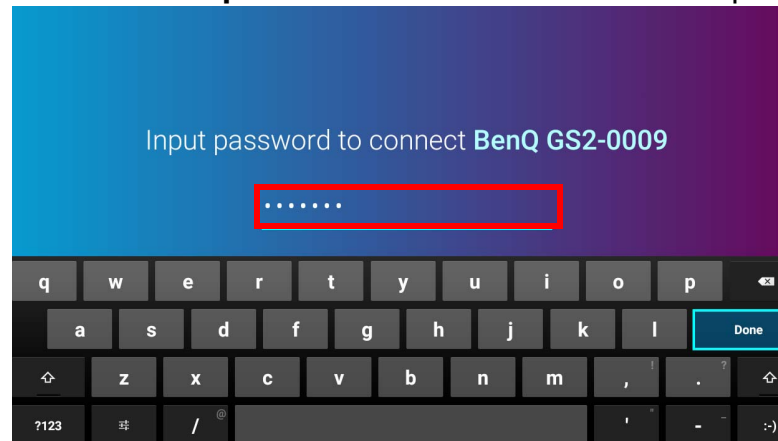 Input password to connect BenQ GS2-0009
•••••••
q w e r t y u i o p
a s d f g h j k l Done
z x c v b n m , ! . ?
?123 / @ ' " - _ :-)